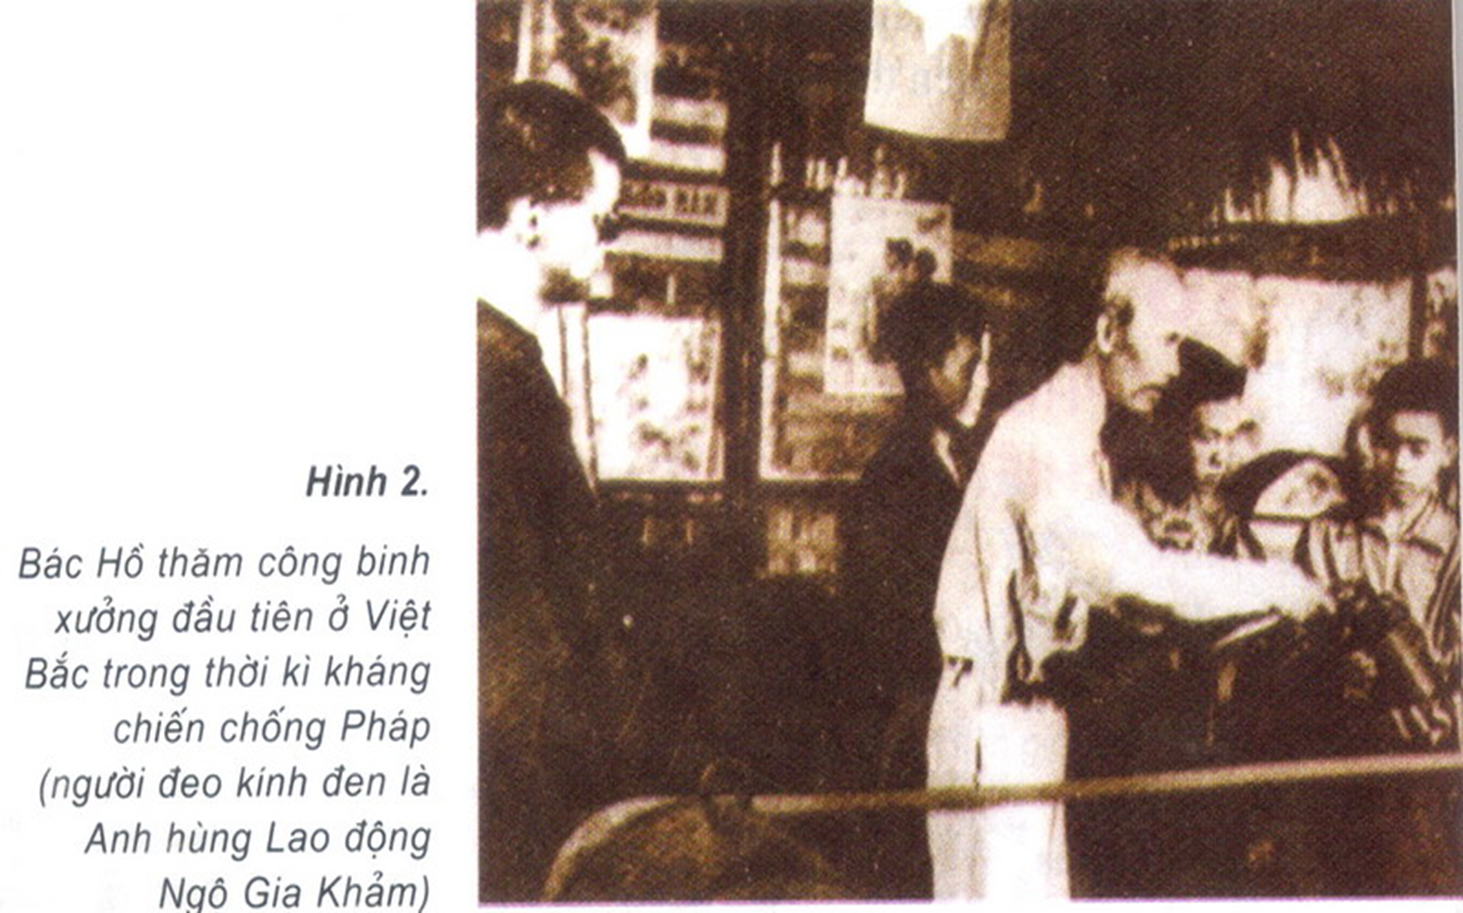 Hình 2.
Bác Hồ thăm công binh
xưởng đầu tiên ở Việt
Bắc trong thời kì kháng
chiến chống Pháp
(người đeo kính đen là
Anh hùng Lao động
Ngô Gia Khảm)